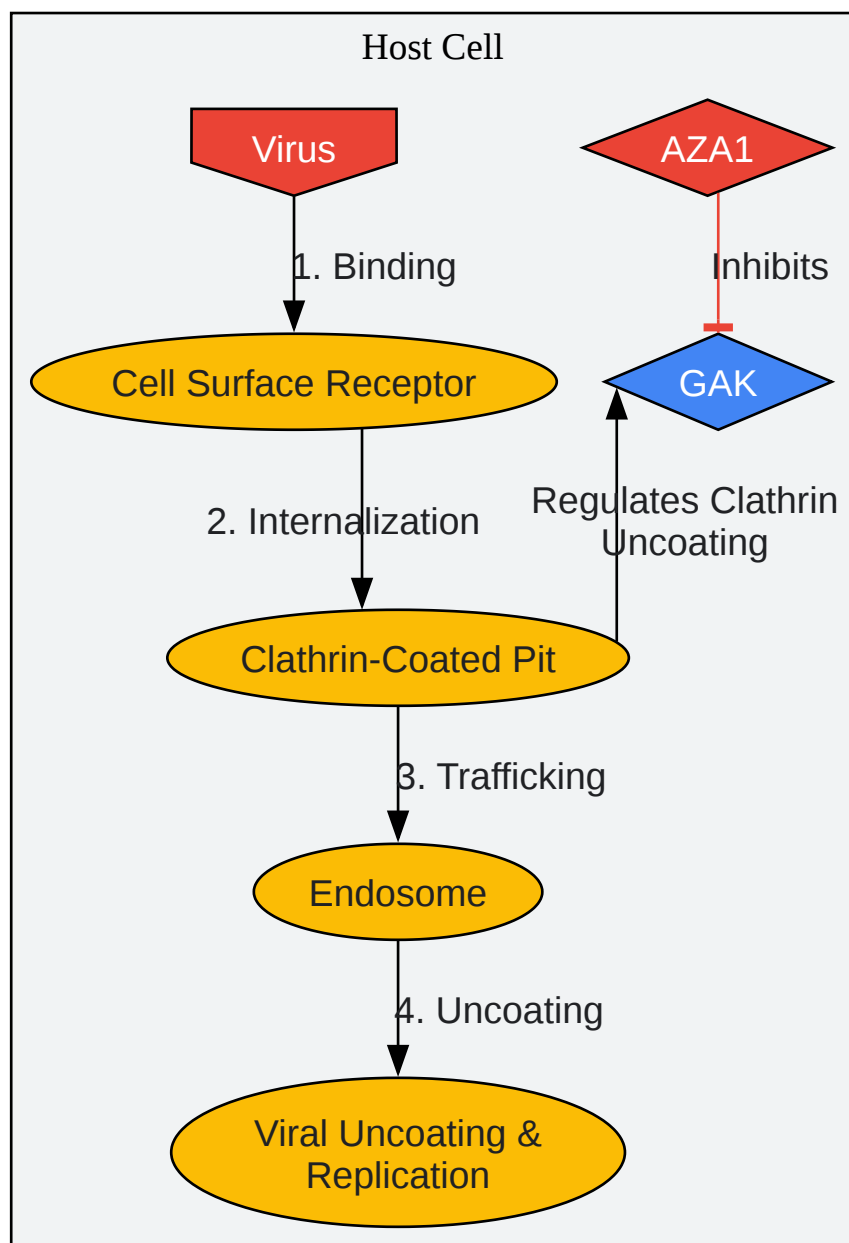 Host Cell
Virus
AZA1
1. Binding
Inhibits
Cell Surface Receptor
GAK
2. Internalization
Regulates Clathrin
Uncoating
Clathrin-Coated Pit
3. Trafficking
Endosome
4. Uncoating
Viral Uncoating &
Replication